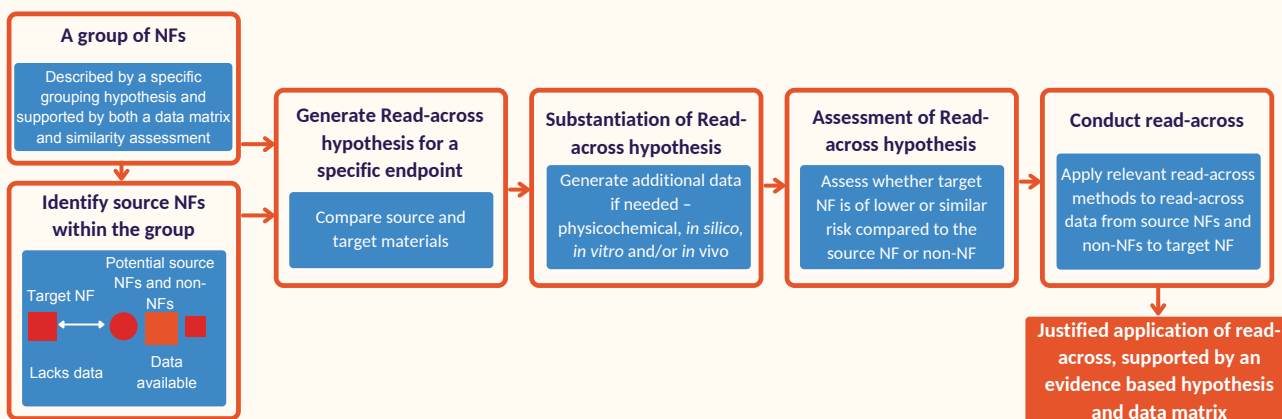 A group of NFs
Described by a specific
grouping hypothesis and
supported by both a data matrix
and similarity assessment
Identify source NFs
within the group
Potential source
NFs and non-
NFs
Target NF
Lacks data
Data
available
Generate Read-across
hypothesis for a
specific endpoint
Compare source and
target materials
Substantiation of Read-
across hypothesis
Generate additional data
if needed –
physicochemical, in silico,
in vitro and/or in vivo
Assessment of Read-
across hypothesis
Assess whether target
NF is of lower or similar
risk compared to the
source NF or non-NF
Conduct read-across
Apply relevant read-across
methods to read-across
data from source NFs and
non-NFs to target NF
Justified application of read-
across, supported by an
evidence based hypothesis
and data matrix